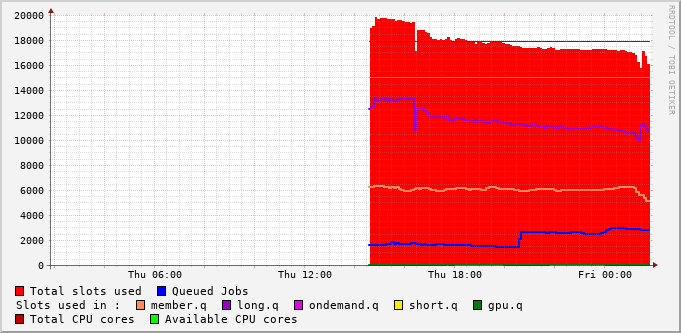 20000
18000
16000
14000
12000
10000
8000
6000
4000
2000
0
Thu 06:00 Thu 12:00 Thu 18:00 Fri 00:00
RRDTOOL / TOBI OETIKER
Total slots used Queued Jobs
Slots used in : member.q long.q ondemand.q short.q gpu.q
Total CPU cores Available CPU cores